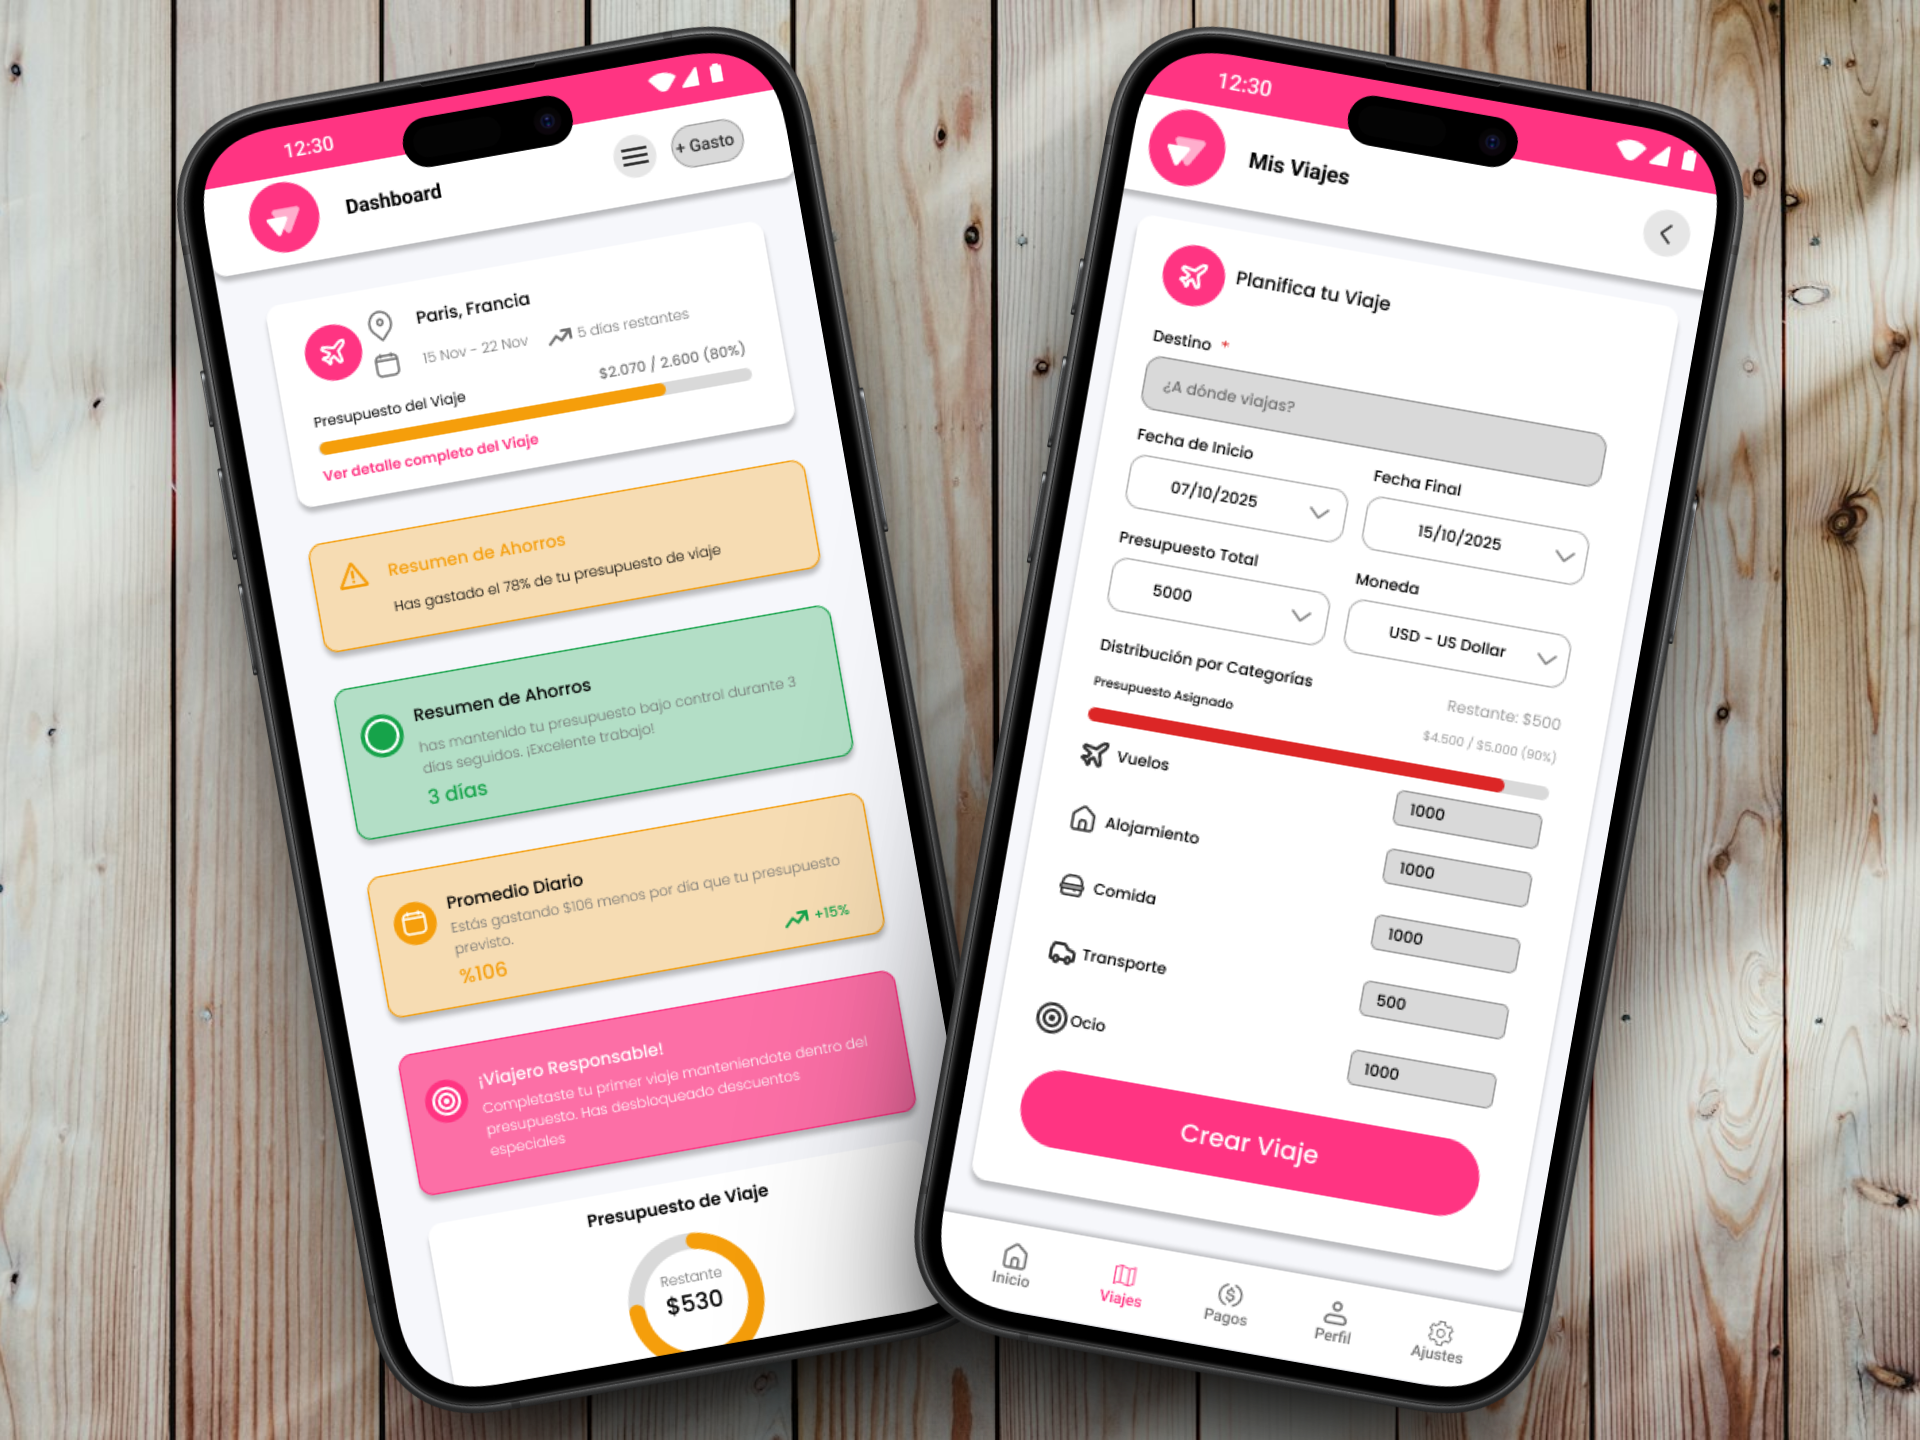 12:30
Dashboard
+ Gasto
Paris, Francia
15 Nov - 22 Nov
5 días restantes
$2.070 / 2.600 (80%)
Presupuesto del Viaje
Ver detalle completo del Viaje
Resumen de Ahorros
Has gastado el 78% de tu presupuesto de viaje
Resumen de Ahorros
has mantenido tu presupuesto bajo control durante 3
días seguidos. ¡Excelente trabajo!
3 días
Promedio Diario
Estás gastando $106 menos por día que tu presupuesto
previsto.
+15%
%106
¡Viajero Responsable!
Completaste tu primer viaje manteniendote dentro del
presupuesto. Has desbloqueado descuentos
especiales
Presupuesto de Viaje
Restante
$530
12:30
Mis Viajes
Planifica tu Viaje
Destino *
¿A dónde viajas?
Fecha de Inicio
Fecha Final
07/10/2025
15/10/2025
Presupuesto Total
Moneda
5000
USD - US Dollar
Distribución por Categorías
Presupuesto Asignado
Restante: $500
$4.500 / $5.000 (90%)
Vuelos
1000
Alojamiento
1000
Comida
1000
Transporte
500
Ocio
1000
Crear Viaje
Inicio
Viajes
Pagos
Perfil
Ajustes